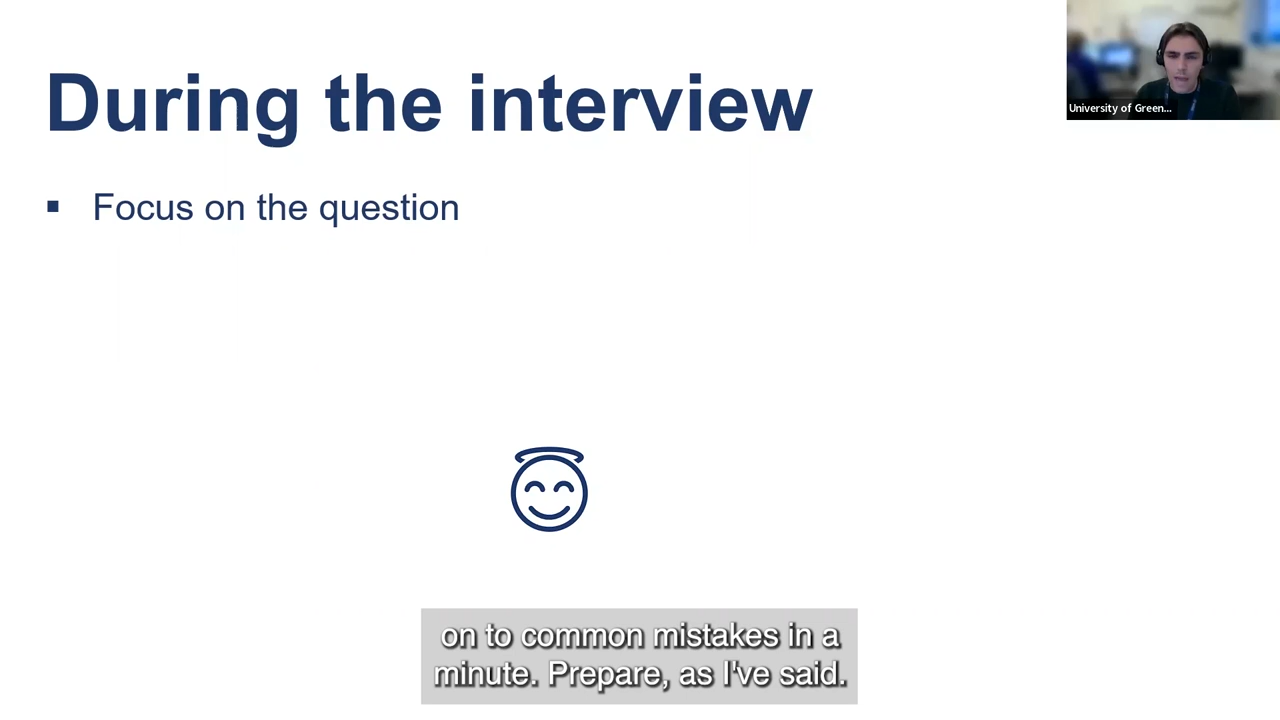 During the interview
University of Green...
▪ Focus on the question
on to common mistakes in a
minute. Prepare, as I've said.